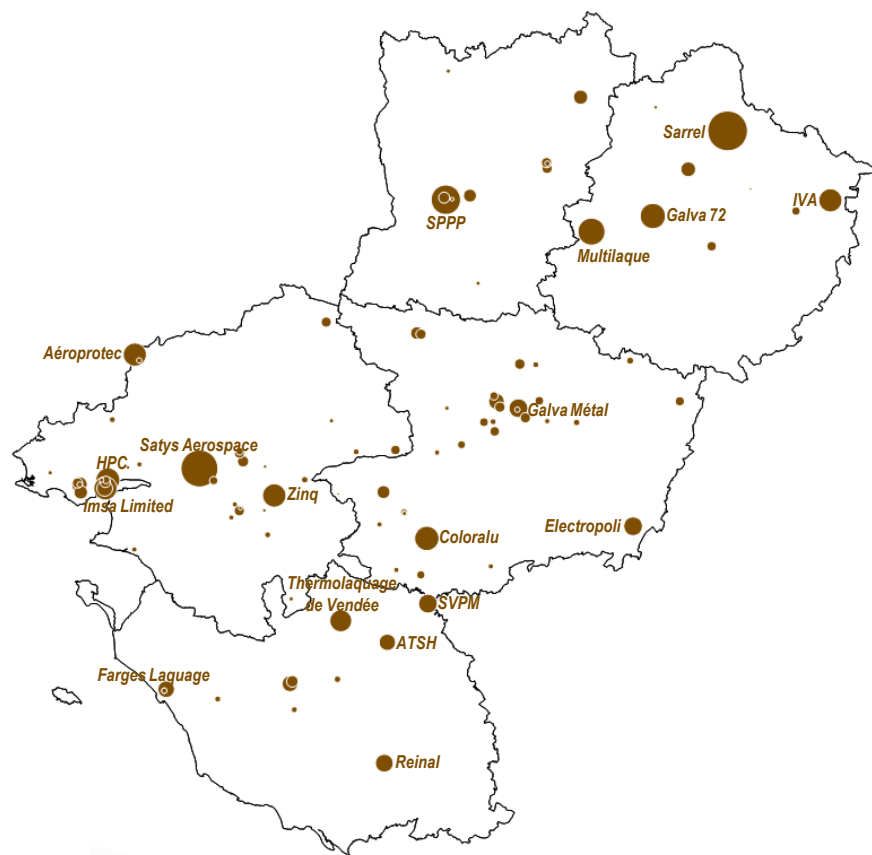 Sarrel
IVA
SPPP
Galva 72
Multilaque
Aéroprotec
Galva Métal
Satys Aerospace
HPC.
Zinq
Imsa Limited
Electropoli
Coloralu
Thermolaquage
de Vendée
SVPM
ATSH
Farges Laguage
Reinal